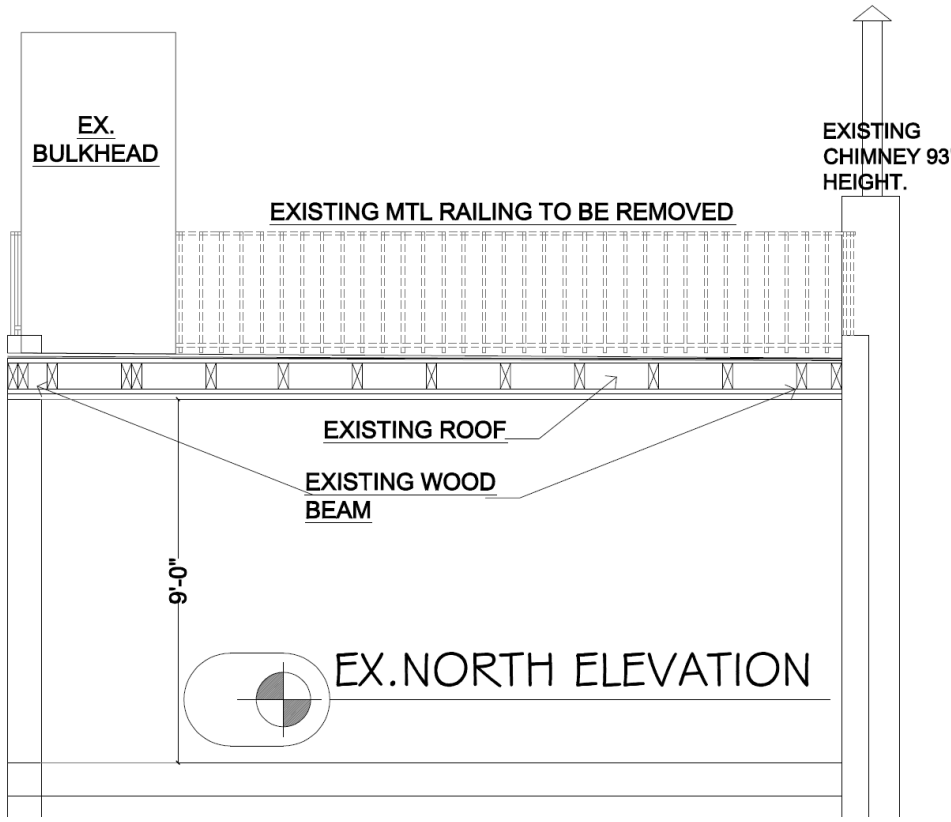 EX.
BULKHEAD
EXISTING
CHIMNEY 93'
HEIGHT.
EXISTING MTL RAILING TO BE REMOVED
EXISTING ROOF
EXISTING WOOD
BEAM
9'-0"
EX.NORTH ELEVATION